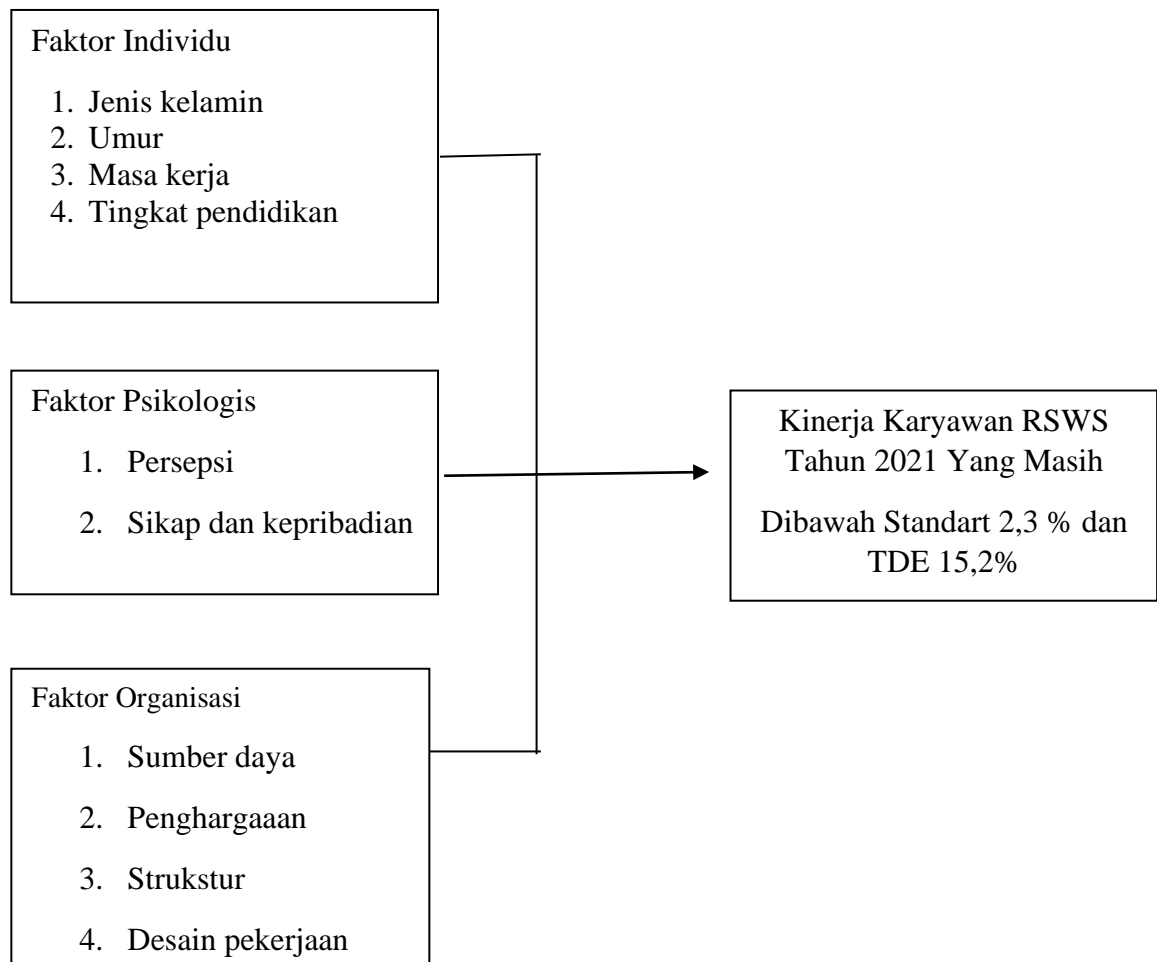 Faktor Individu
1. Jenis kelamin
2. Umur
3. Masa kerja
4. Tingkat pendidikan
Faktor Psikologis
1. Persepsi
2. Sikap dan kepribadian
Kinerja Karyawan RSWS
Tahun 2021 Yang Masih
Dibawah Standart 2,3 % dan
TDE 15,2%
Faktor Organisasi
1. Sumber daya
2. Penghargaaan
3. Strukstur
4. Desain pekerjaan